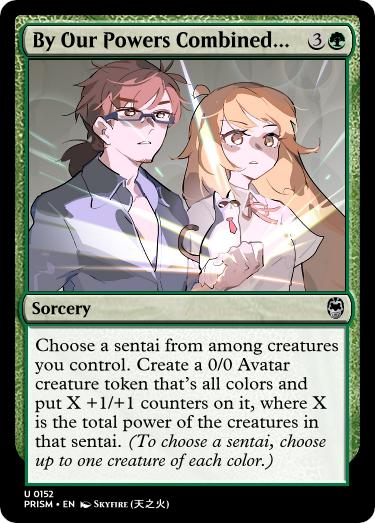 By Our Powers Combined... 3
Sorcery
Choose a sentai from among creatures
you control. Create a 0/0 Avatar
creature token that's all colors and
put X +1/+1 counters on it, where X
is the total power of the creatures in
that sentai. (To choose a sentai, choose
up to one creature of each color.)
U 0152
PRISM • EN Skyfire (天之火)